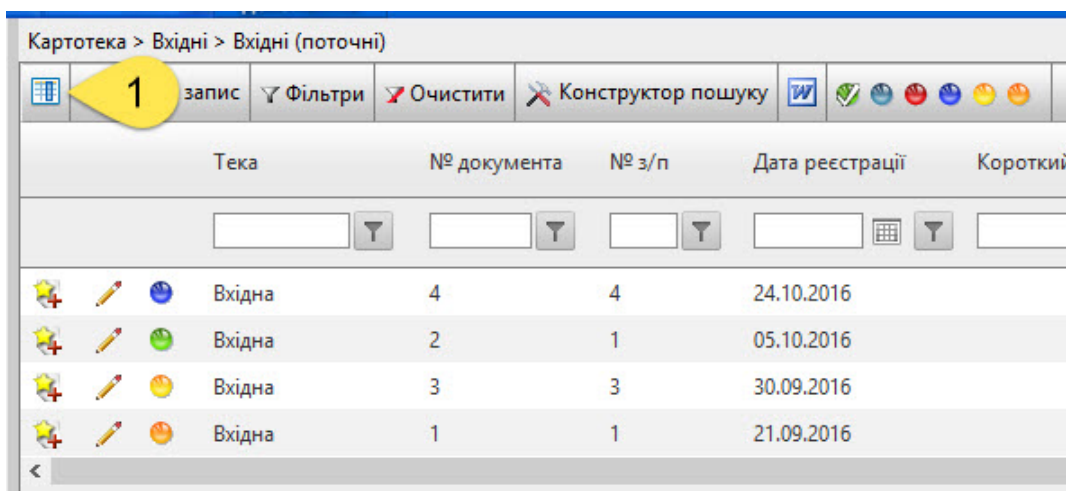 Картотека > Вхідні > Вхідні (поточні)
1 запис Фільтри Очистити Конструктор пошуку W
Тека № документа № з/п Дата реєстрації Короткий
Вхідна 4 4 24.10.2016
Вхідна 2 1 05.10.2016
Вхідна 3 3 30.09.2016
Вхідна 1 1 21.09.2016